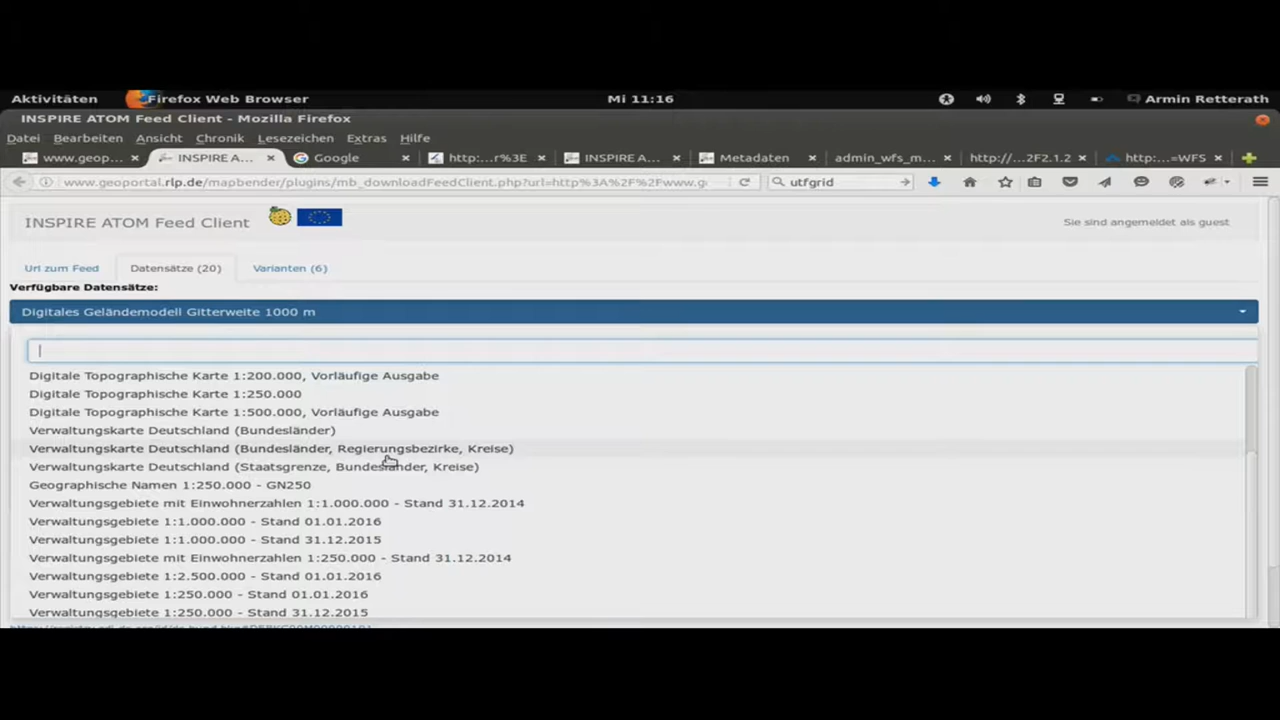 Aktivitäten Firefox Web Browser Mi 11:16 Armin Retterath
INSPIRE ATOM Feed Client - Mozilla Firefox
Datei Bearbeiten Ansicht Chronik Lesezeichen Extras Hilfe
www.geop... INSPIRE A... Google http:...r%3E INSPIRE A... Metadaten admin_wfs_m... http://...2F2.1.2 http:...=WFS
www.geoportal.rlp.de/mapbender/plugins/mb_downloadFeedClient.php?url=http%3A%2F%2Fwww.g utfgrid
INSPIRE ATOM Feed Client Sie sind angemeldet als guest
Url zum Feed Datensätze (20) Varianten (6)
Verfügbare Datensätze:
Digitales Geländemodell Gitterweite 1000 m
Digitale Topographische Karte 1:200.000, Vorläufige Ausgabe
Digitale Topographische Karte 1:250.000
Digitale Topographische Karte 1:500.000, Vorläufige Ausgabe
Verwaltungskarte Deutschland (Bundesländer)
Verwaltungskarte Deutschland (Bundesländer, Regierungsbezirke, Kreise)
Verwaltungskarte Deutschland (Staatsgrenze, Bundesländer, Kreise)
Geographische Namen 1:250.000 - GN250
Verwaltungsgebiete mit Einwohnerzahlen 1:1.000.000 - Stand 31.12.2014
Verwaltungsgebiete 1:1.000.000 - Stand 01.01.2016
Verwaltungsgebiete 1:1.000.000 - Stand 31.12.2015
Verwaltungsgebiete mit Einwohnerzahlen 1:250.000 - Stand 31.12.2014
Verwaltungsgebiete 1:2.500.000 - Stand 01.01.2016
Verwaltungsgebiete 1:250.000 - Stand 01.01.2016
Verwaltungsgebiete 1:250.000 - Stand 31.12.2015